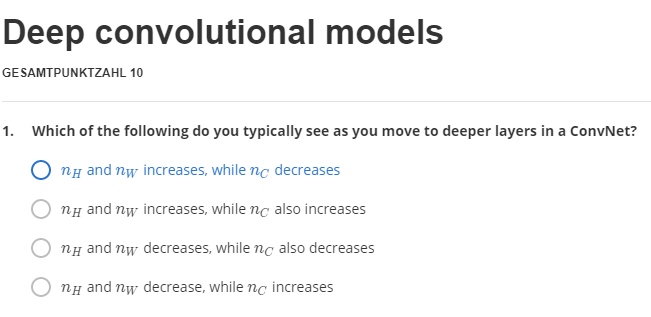 Deep convolutional models
GESAMTPUNKTZAHL 10
1. Which of the following do you typically see as you move to deeper layers in a ConvNet?
n_H and n_W increases, while n_C decreases
n_H and n_W increases, while n_C also increases
n_H and n_W decreases, while n_C also decreases
n_H and n_W decrease, while n_C increases